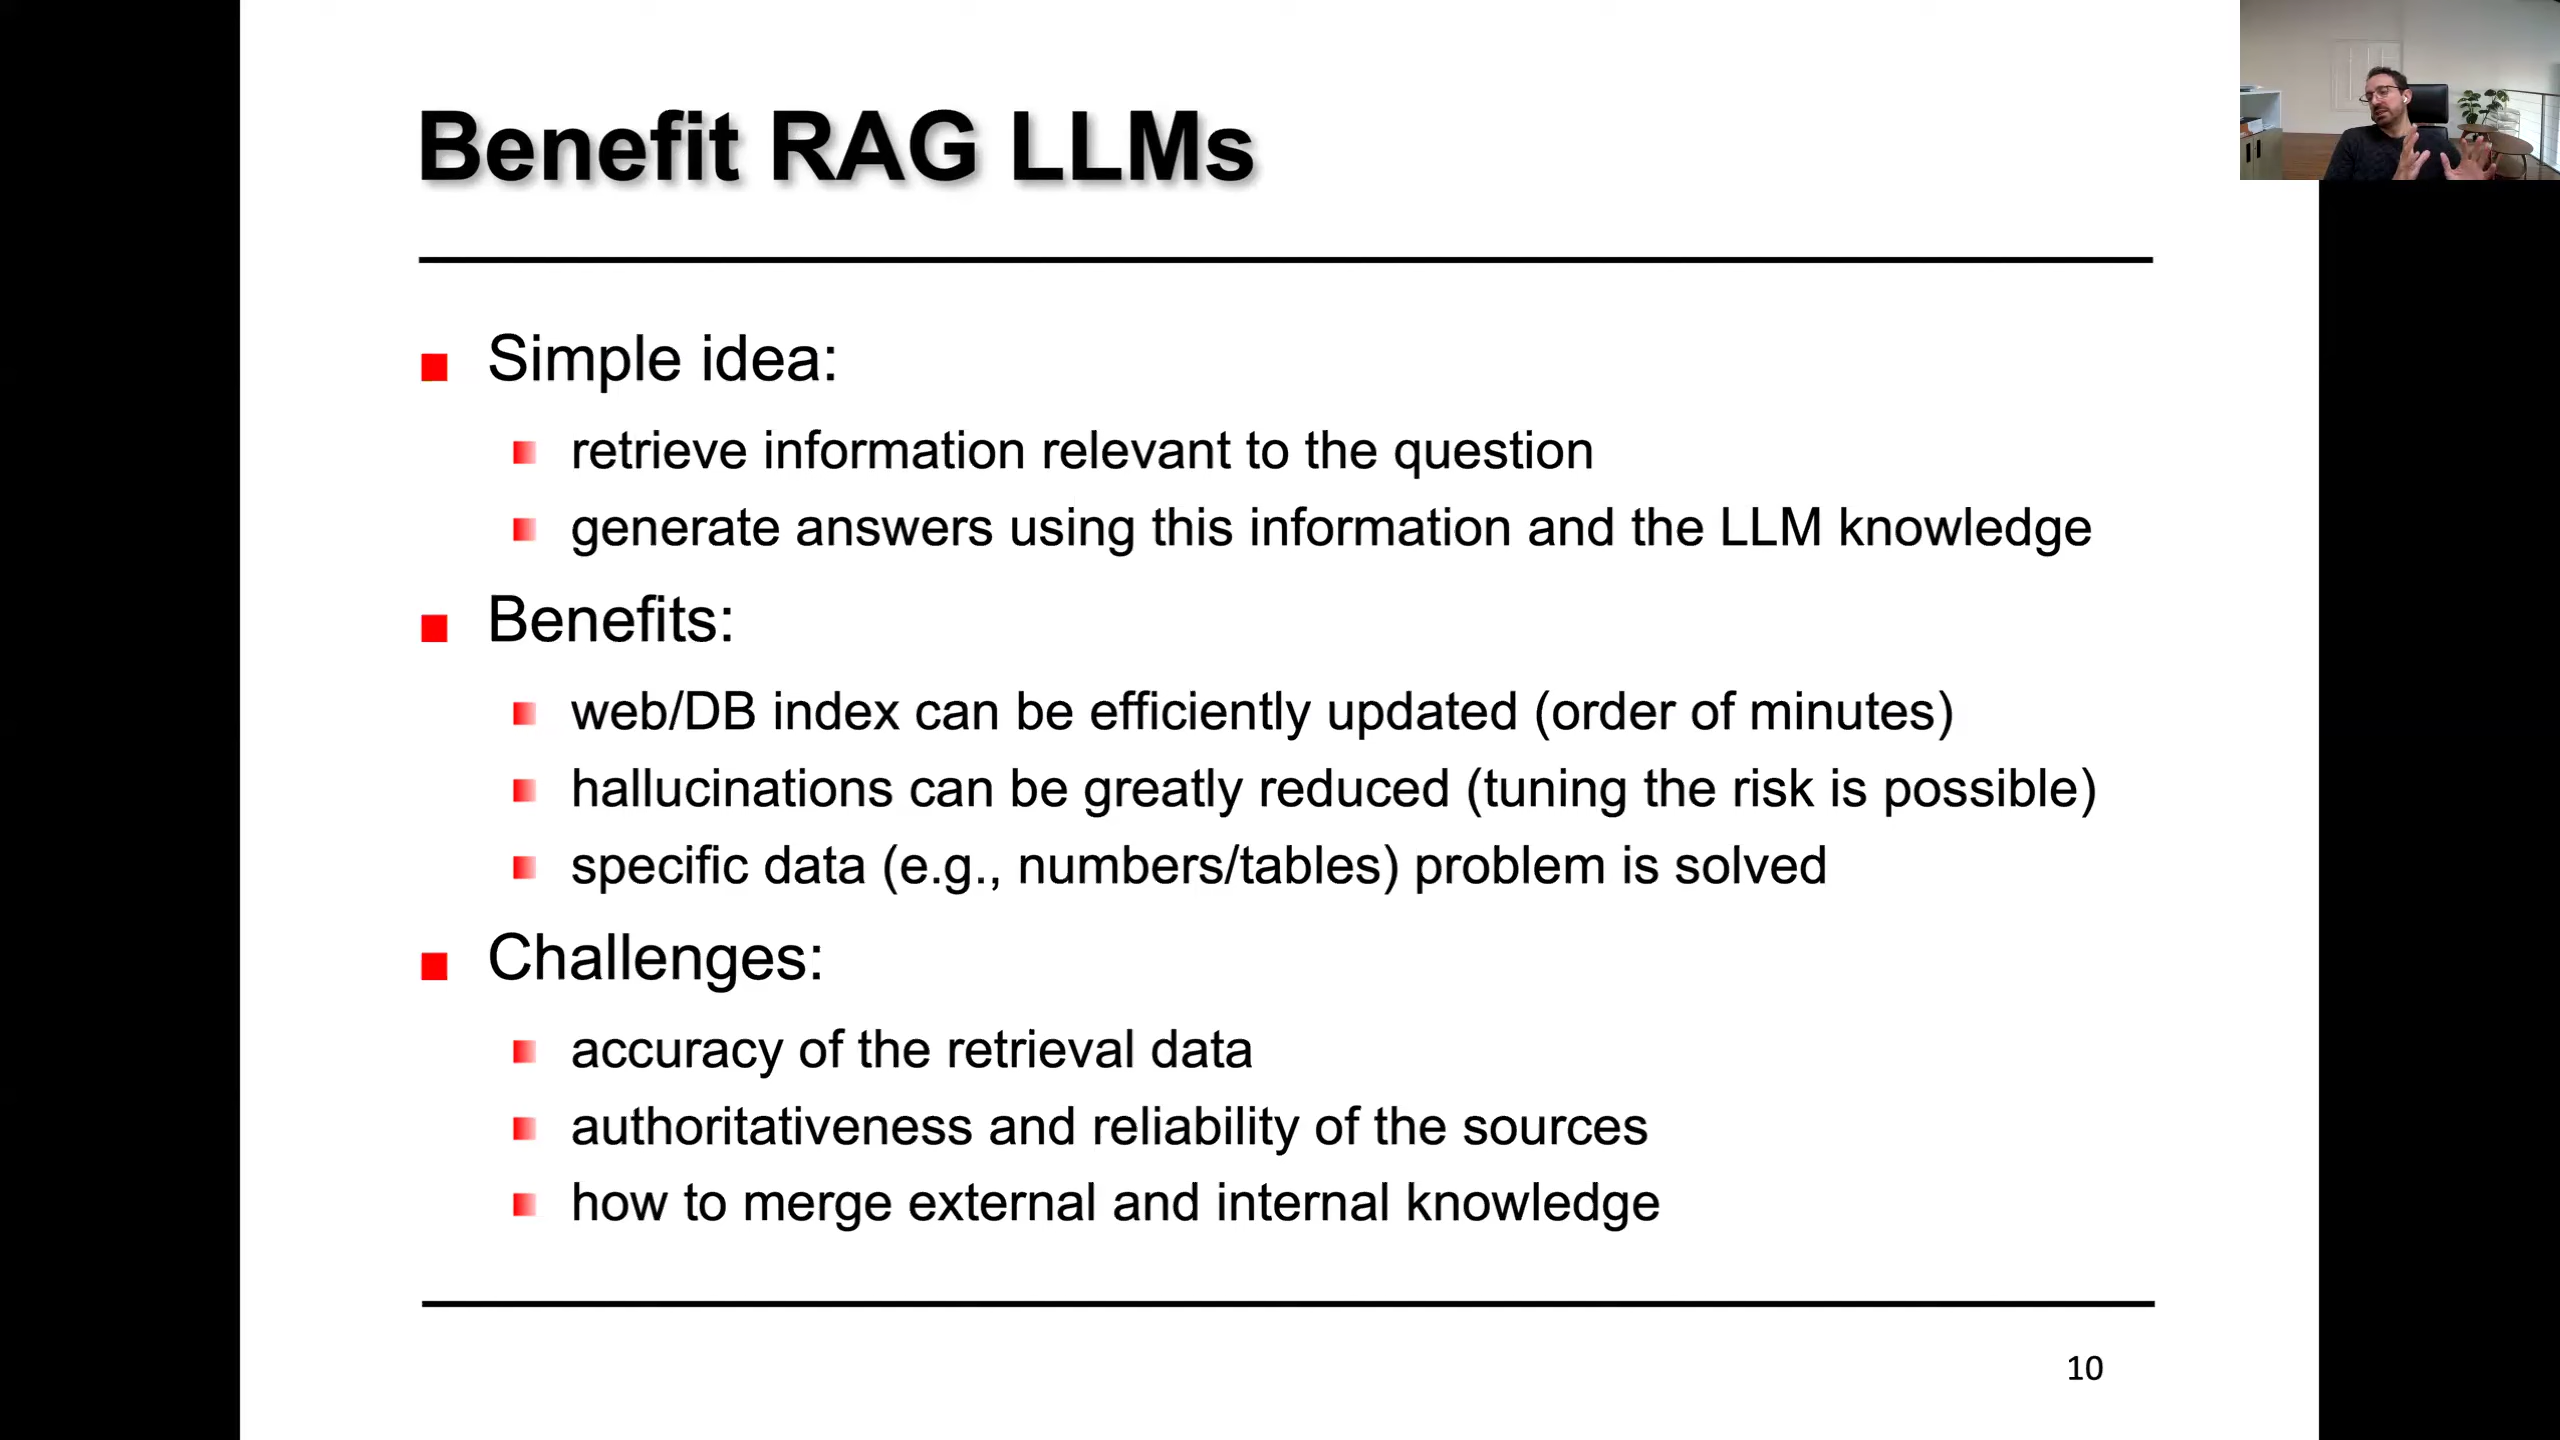 Benefit RAG LLMs
Simple idea:
retrieve information relevant to the question
generate answers using this information and the LLM knowledge
Benefits:
web/DB index can be efficiently updated (order of minutes)
hallucinations can be greatly reduced (tuning the risk is possible)
specific data (e.g., numbers/tables) problem is solved
Challenges:
accuracy of the retrieval data
authoritativeness and reliability of the sources
how to merge external and internal knowledge
10